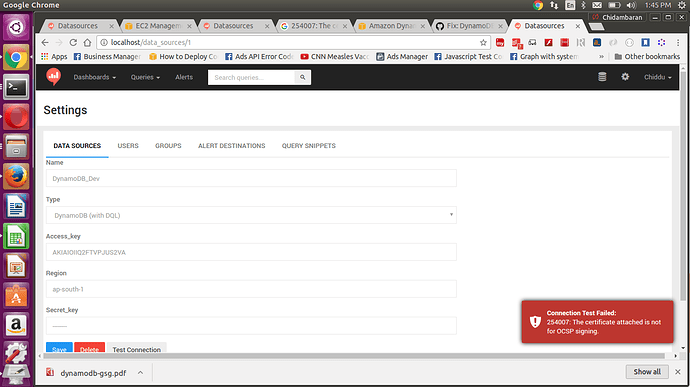 Google Chrome
En
1:45 PM
Chidambaran
Datasources
EC2 Managem
Datasources
254007: The c
Amazon Dynam
Fix: DynamoD
Datasources
localhost/data_sources/1
Apps
Business Manager
How to Deploy Co
Ads API Error Code
CNN Measles Vacc
Ads Manager
Javascript Test Co
Graph with system
»
Other bookmarks
Dashboards
Queries
Alerts
Search queries...
Chiddu
Settings
DATA SOURCES
USERS
GROUPS
ALERT DESTINATIONS
QUERY SNIPPETS
Name
DynamoDB_Dev
Type
DynamoDB (with DQL)
Access_key
Region
ap-south-1
Secret_key
--------
Save
Delete
Test Connection
Connection Test Failed:
254007: The certificate attached is not
for OCSP signing.
dynamodb-gsg.pdf
Show all